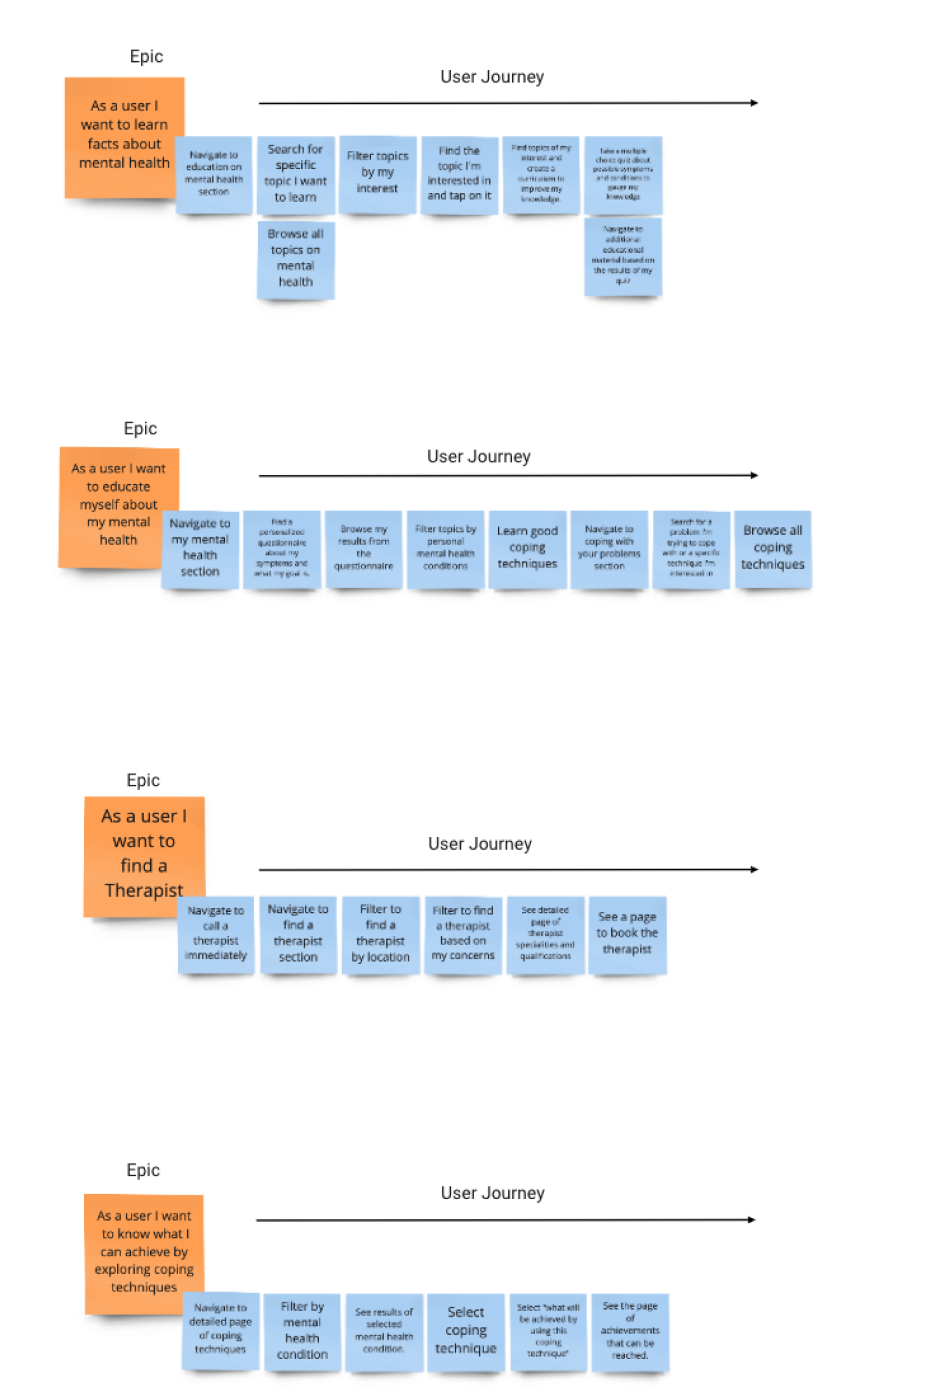 Epic
User Journey
As a user I
want to learn
facts about
mental health
Navigate to
education on
mental health
section
Search for
specific
topic I want
to learn
Filter topics
by my
interest
Find the
topic I'm
interested in
and tap on it
Find topics of my
interest and
create a
curriculum to
improve my
knowledge.
Take a multiple
choice quiz about
possible symptoms
and conditions to
my
knowledge
Browse all
topics on
mental
health
Navigate to
additional
educational
material based on
the results of my
quiz
Epic
User Journey
As a user I want
to educate
myself about
my mental
health
Navigate to
my mental
health
section
Find a
personalized
questionnaire
about my
symptoms and
what my goal is.
Browse my
results from
the
questionnaire
Filter topics by
personal
mental health
conditions
Learn good
coping
techniques
Navigate to
coping with
your problems
section
Search for a
problem I'm
trying to cope
with or a specific
technique I'm
interested in
Browse all
coping
techniques
Epic
User Journey
As a user I
want to
find a
Therapist
Navigate to
call a
therapist
immediately
Navigate to
find a
therapist
section
Filter to
find a
therapist
by location
Filter to find
a therapist
based on
my concerns
See detailed
page of
therapist
specialities and
qualifications
See a page
to book the
therapist
Epic
User Journey
As a user I want
to know what I
can achieve by
exploring coping
techniques
Navigate to
detailed page
of coping
techniques
Filter by
mental
health
condition
See results of
selected
mental health
condition.
Select
coping
technique
Select "what will
be achieved by
using this
coping
technique"
See the page
of
achievements
that can be
reached.